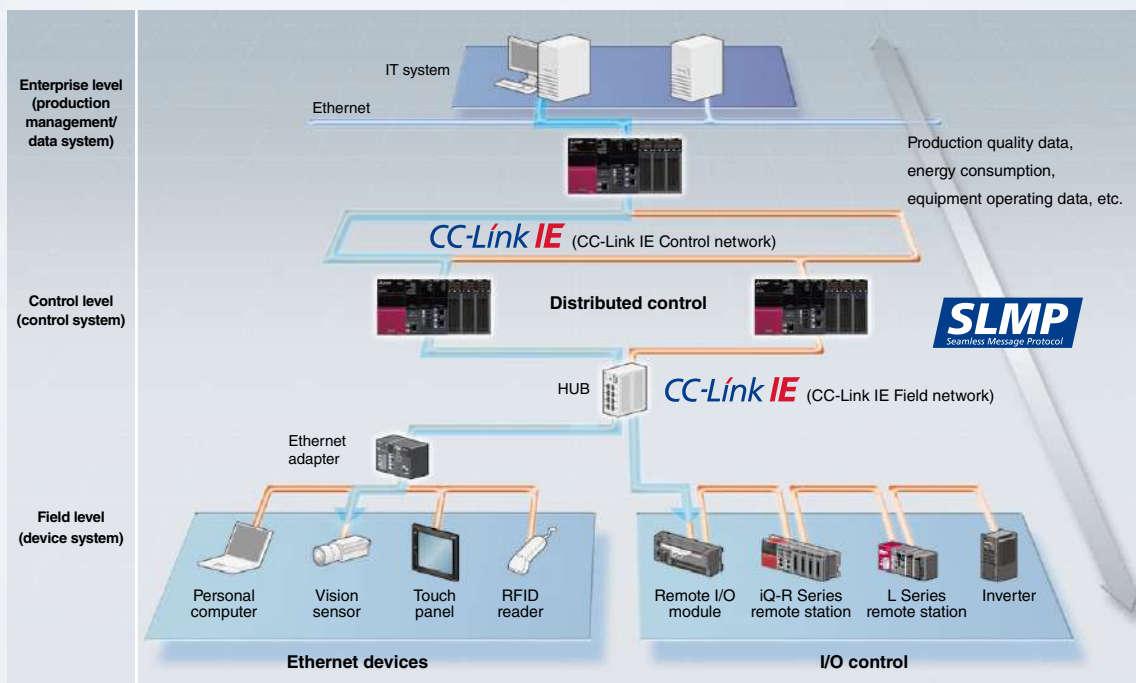 Enterprise level
(production
management/
data system)
IT system
Ethernet
Production quality data,
energy consumption,
equipment operating data, etc.
CC-Link IE (CC-Link IE Control network)
Control level
(control system)
Distributed control
SLMP
Seamless Message Protocol
HUB
CC-Link IE (CC-Link IE Field network)
Ethernet
adapter
Field level
(device system)
Personal
computer
Vision
sensor
Touch
panel
RFID
reader
Remote I/O
module
iQ-R Series
remote station
L Series
remote station
Inverter
Ethernet devices
I/O control